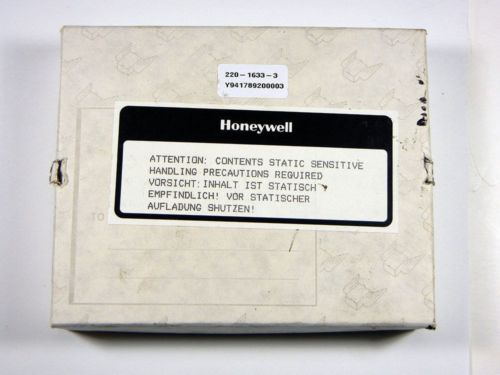 220-1633-3
Y941789200003
Honeywell
ATTENTION: CONTENTS STATIC SENSITIVE
HANDLING PRECAUTIONS REQUIRED
VORSICHT: INHALT IST STATISCH
EMPFINDLICH! VOR STATISCHER
AUFLADUNG SHUTZEN!
TO